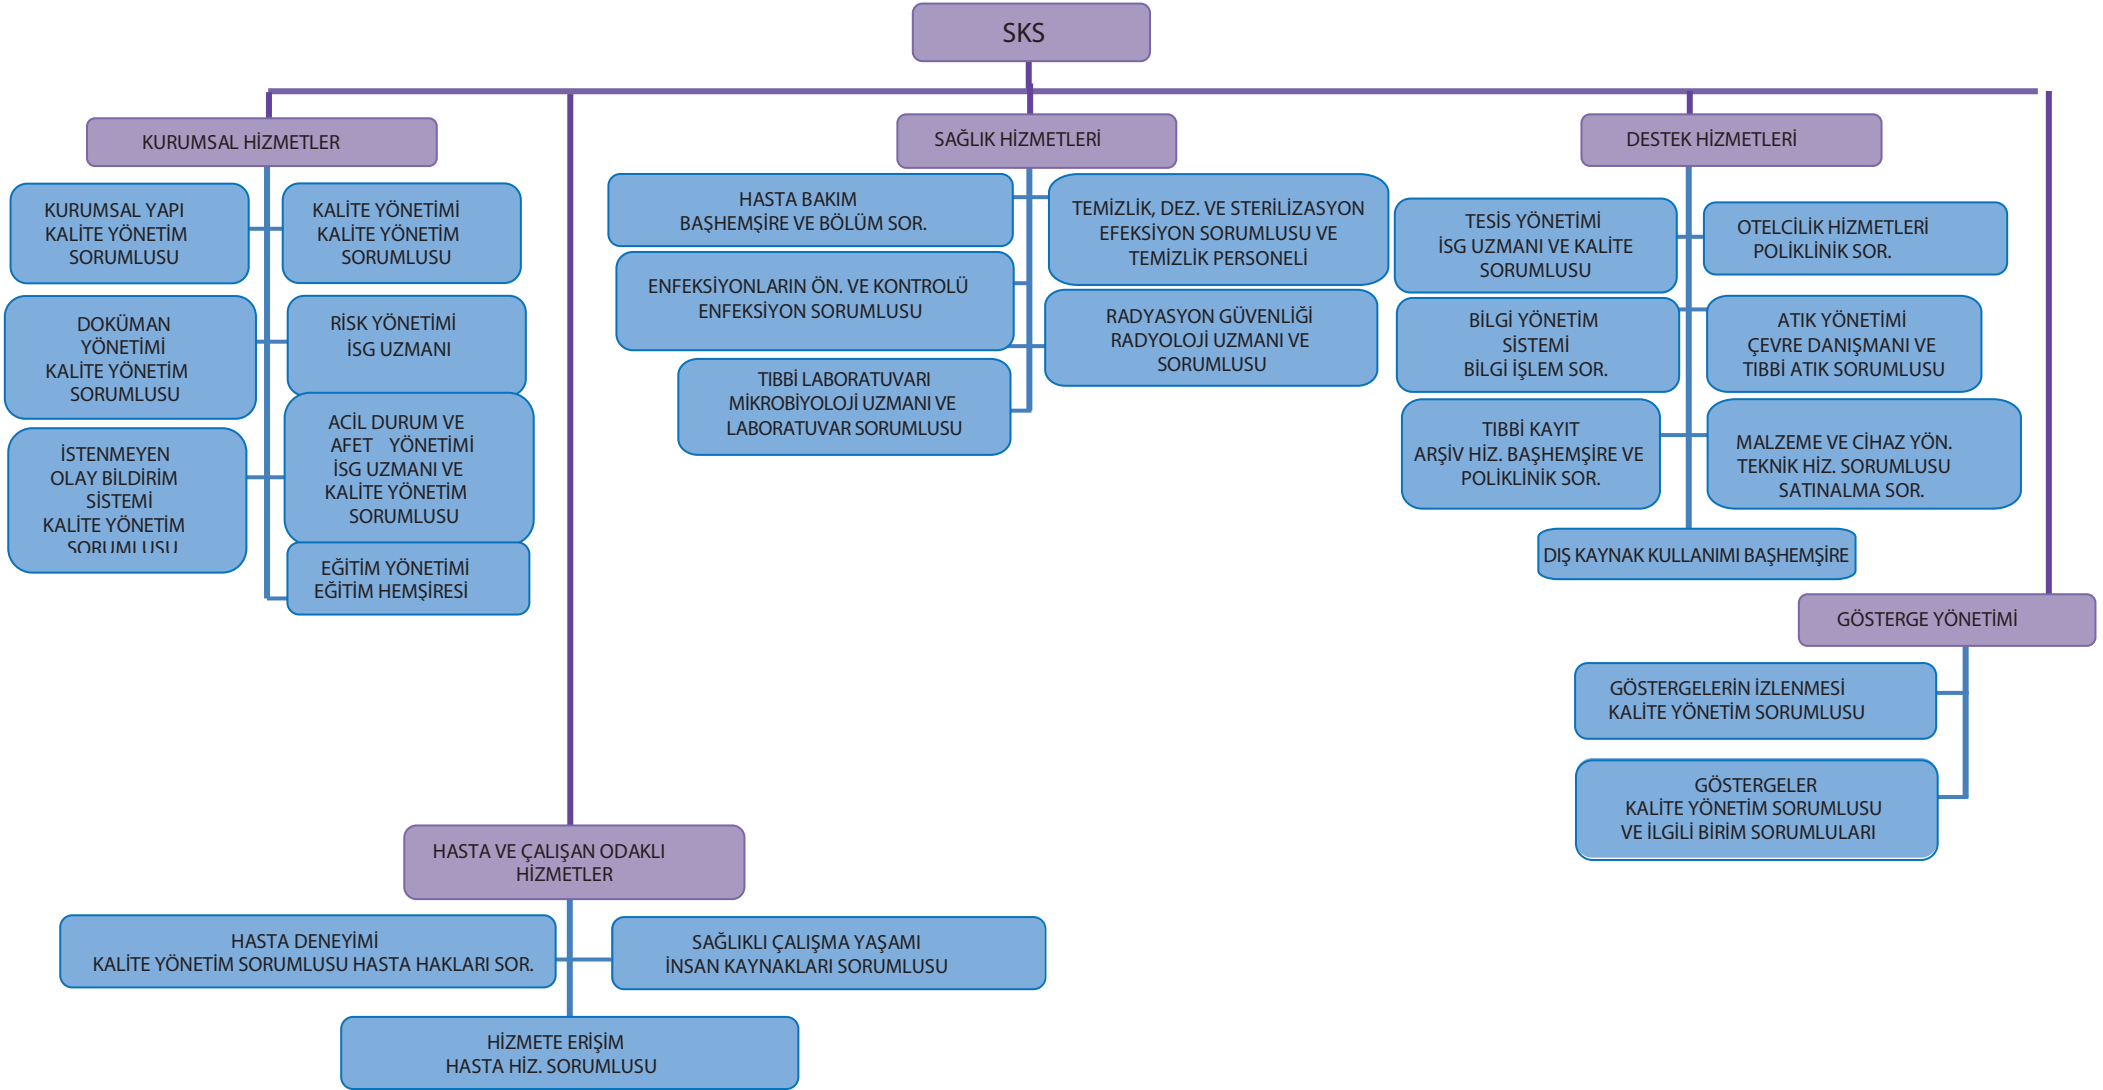 SKS
KURUMSAL HİZMETLER
KURUMSAL YAPI
KALİTE YÖNETİM
SORUMLUSU
KALİTE YÖNETİMİ
KALİTE YÖNETİM
SORUMLUSU
DOKÜMAN
YÖNETİMİ
KALİTE YÖNETİM
SORUMLUSU
RİSK YÖNETİMİ
İSG UZMANI
İSTENMEYEN
OLAY BİLDİRİM
SİSTEMİ
KALİTE YÖNETİM
SORUMLUSU
ACİL DURUM VE
AFET YÖNETİMİ
İSG UZMANI VE
KALİTE YÖNETİM
SORUMLUSU
EĞİTİM YÖNETİMİ
EĞİTİM HEMŞİRESİ
HASTA VE ÇALIŞAN ODAKLI
HİZMETLER
HASTA DENEYİMİ
KALİTE YÖNETİM SORUMLUSU HASTA HAKLARI SOR.
SAĞLIKLI ÇALIŞMA YAŞAMI
İNSAN KAYNAKLARI SORUMLUSU
HİZMETE ERİŞİM
HASTA HİZ. SORUMLUSU
SAĞLIK HİZMETLERİ
HASTA BAKIM
BAŞHEMŞİRE VE BÖLÜM SOR.
TEMİZLİK, DEZ. VE STERİLİZASYON
EFEKSİYON SORUMLUSU VE
TEMİZLİK PERSONELİ
ENFEKSİYONLARIN ÖN. VE KONTROLÜ
ENFEKSİYON SORUMLUSU
RADYASYON GÜVENLİĞİ
RADYOLOJİ UZMANI VE
SORUMLUSU
TIBBİ LABORATUVARI
MİKROBİYOLOJİ UZMANI VE
LABORATUVAR SORUMLUSU
DESTEK HİZMETLERİ
TESİS YÖNETİMİ
İSG UZMANI VE KALİTE
SORUMLUSU
OTELCİLİK HİZMETLERİ
POLİKLİNİK SOR.
BİLGİ YÖNETİM
SİSTEMİ
BİLGİ İŞLEM SOR.
ATIK YÖNETİMİ
ÇEVRE DANIŞMANI VE
TIBBİ ATIK SORUMLUSU
TIBBİ KAYIT
ARŞİV HİZ. BAŞHEMŞİRE VE
POLİKLİNİK SOR.
MALZEME VE CİHAZ YÖN.
TEKNİK HİZ. SORUMLUSU
SATINALMA SOR.
DIŞ KAYNAK KULLANIMI BAŞHEMŞİRE
GÖSTERGE YÖNETİMİ
GÖSTERGELERİN İZLENMESİ
KALİTE YÖNETİM SORUMLUSU
GÖSTERGELER
KALİTE YÖNETİM SORUMLUSU
VE İLGİLİ BİRİM SORUMLULARI